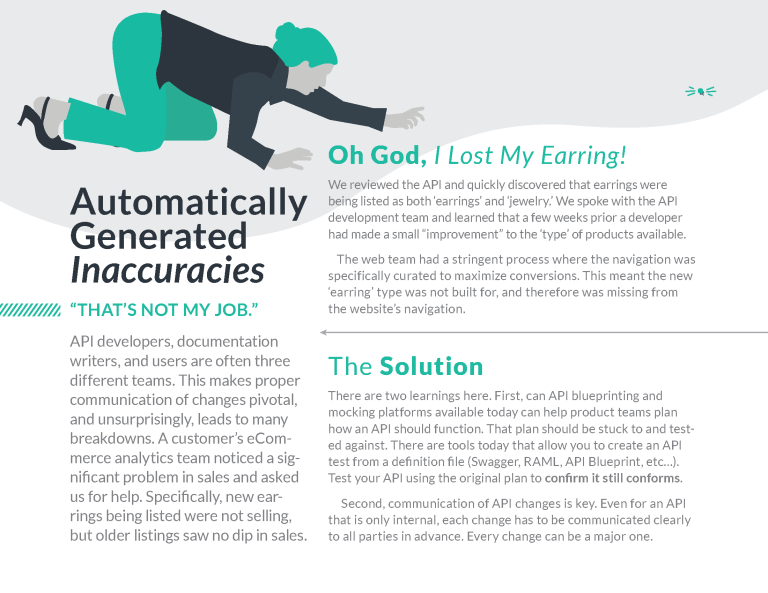 Automatically
Generated
Inaccuracies
“THAT’S NOT MY JOB.”
API developers, documentation
writers, and users are often three
different teams. This makes proper
communication of changes pivotal,
and unsurprisingly, leads to many
breakdowns. A customer’s eCom-
merce analytics team noticed a sig-
nificant problem in sales and asked
us for help. Specifically, new ear-
rings being listed were not selling,
but older listings saw no dip in sales.
Oh God, I Lost My Earring!
We reviewed the API and quickly discovered that earrings were
being listed as both ‘earrings’ and ‘jewelry.’ We spoke with the API
development team and learned that a few weeks prior a developer
had made a small “improvement” to the ‘type’ of products available.
The web team had a stringent process where the navigation was
specifically curated to maximize conversions. This meant the new
‘earring’ type was not built for, and therefore was missing from
the website’s navigation.
The Solution
There are two learnings here. First, can API blueprinting and
mocking platforms available today can help product teams plan
how an API should function. That plan should be stuck to and test-
ed against. There are tools today that allow you to create an API
test from a definition file (Swagger, RAML, API Blueprint, etc...).
Test your API using the original plan to confirm it still conforms.
Second, communication of API changes is key. Even for an API
that is only internal, each change has to be communicated clearly
to all parties in advance. Every change can be a major one.